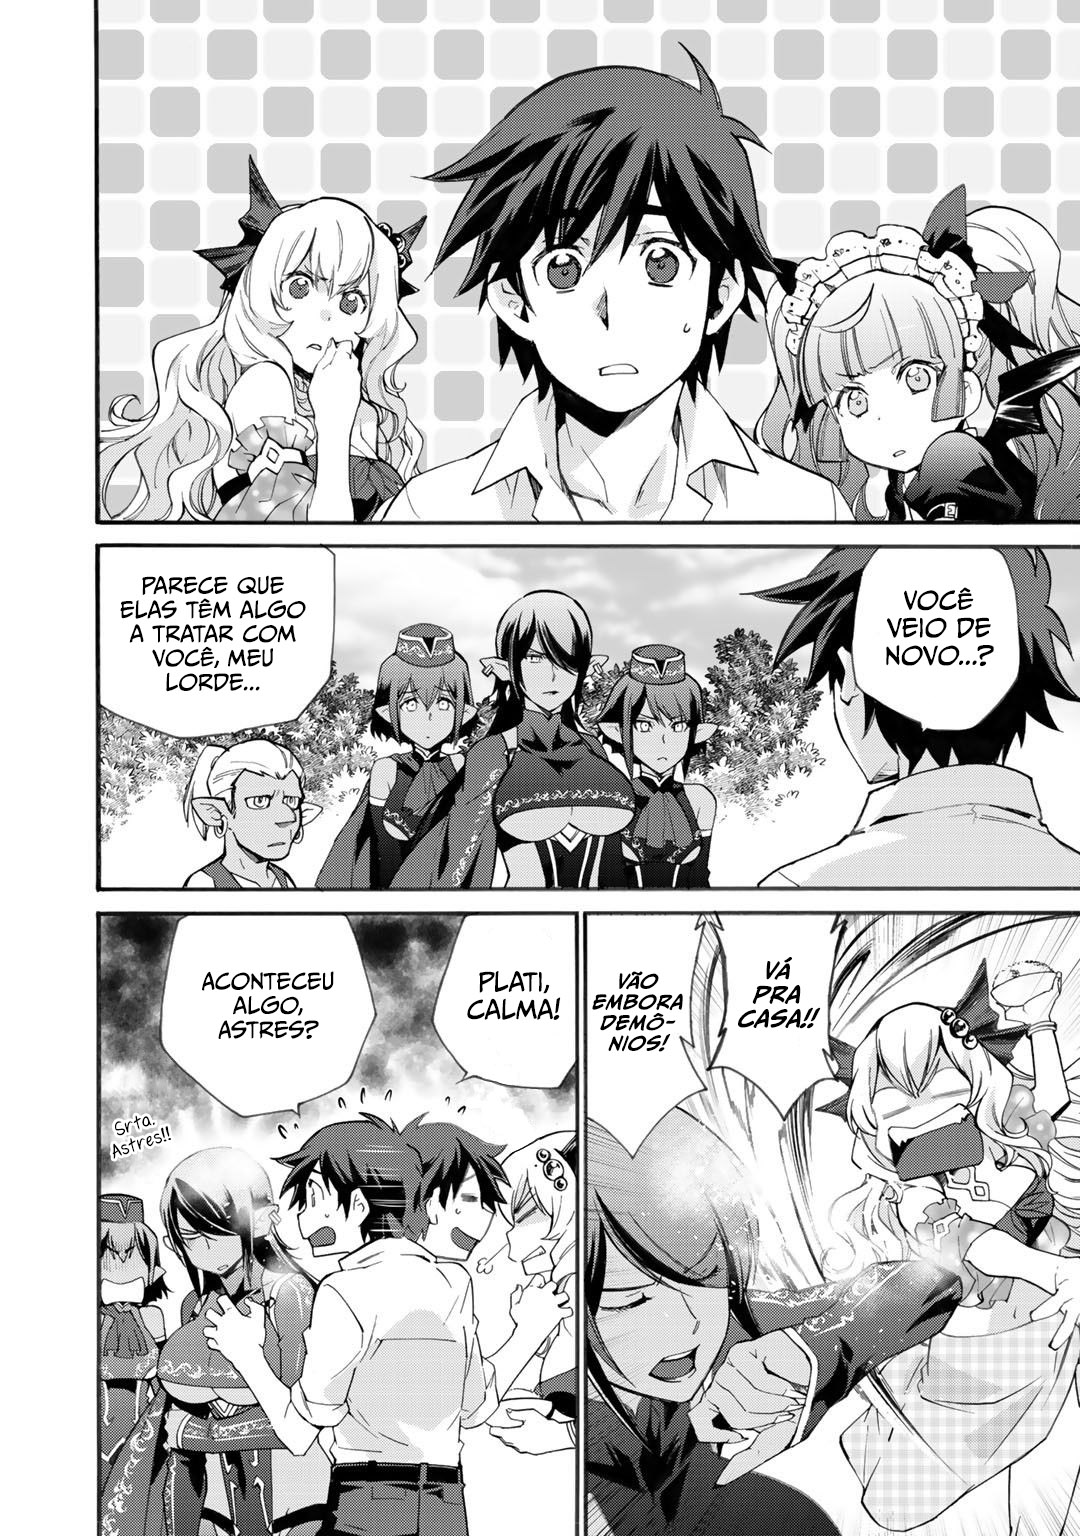 VOCÊ
VEIO DE
NOVO...?
PARECE QUE
ELAS TÊM ALGO
A TRATAR COM
VOCÊ, MEU
LORDE...
VÁ
PRA
CASA!!
VÃO
EMBORA
DEMÔ-
NIOS!
PLATI,
CALMA!
ACONTECEU
ALGO,
ASTRES?
Srta.
Astres!!